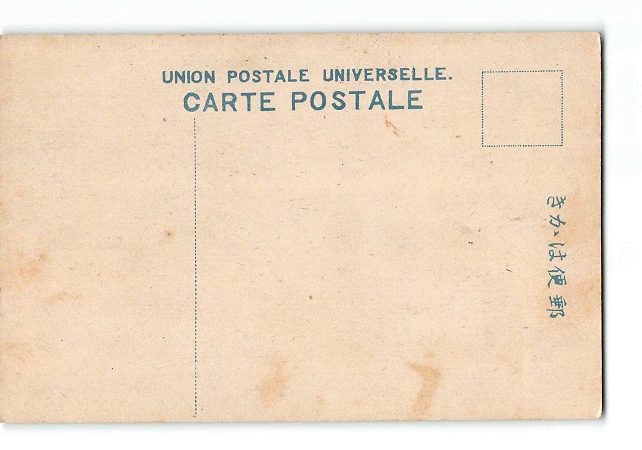 UNION POSTALE UNIVERSELLE.
CARTE POSTALE
きかは便郵